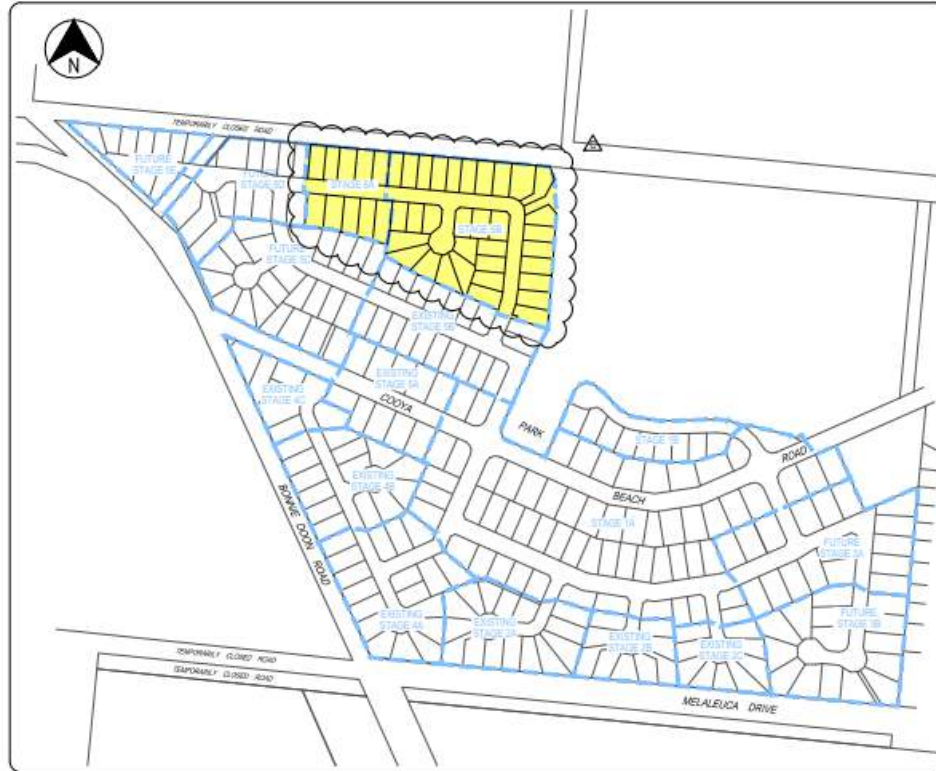 N
TEMPORARILY CLOSED ROAD
FUTURE
STAGE 6E
STAGE 5D
STAGE 6A
STAGE 6B
FUTURE
STAGE 5C
EXISTING
STAGE 5B
EXISTING
STAGE 5A
EXISTING
STAGE 4C
COOYA
PARK
STAGE 1B
ROAD
BEACH
EXISTING
STAGE 4B
STAGE 1A
BONNIE DOON ROAD
FUTURE
STAGE 3A
EXISTING
STAGE 4A
EXISTING
STAGE 2A
EXISTING
STAGE 2B
EXISTING
STAGE 2C
FUTURE
STAGE 3B
TEMPORARILY CLOSED ROAD
TEMPORARILY CLOSED ROAD
MELALEUCA DRIVE